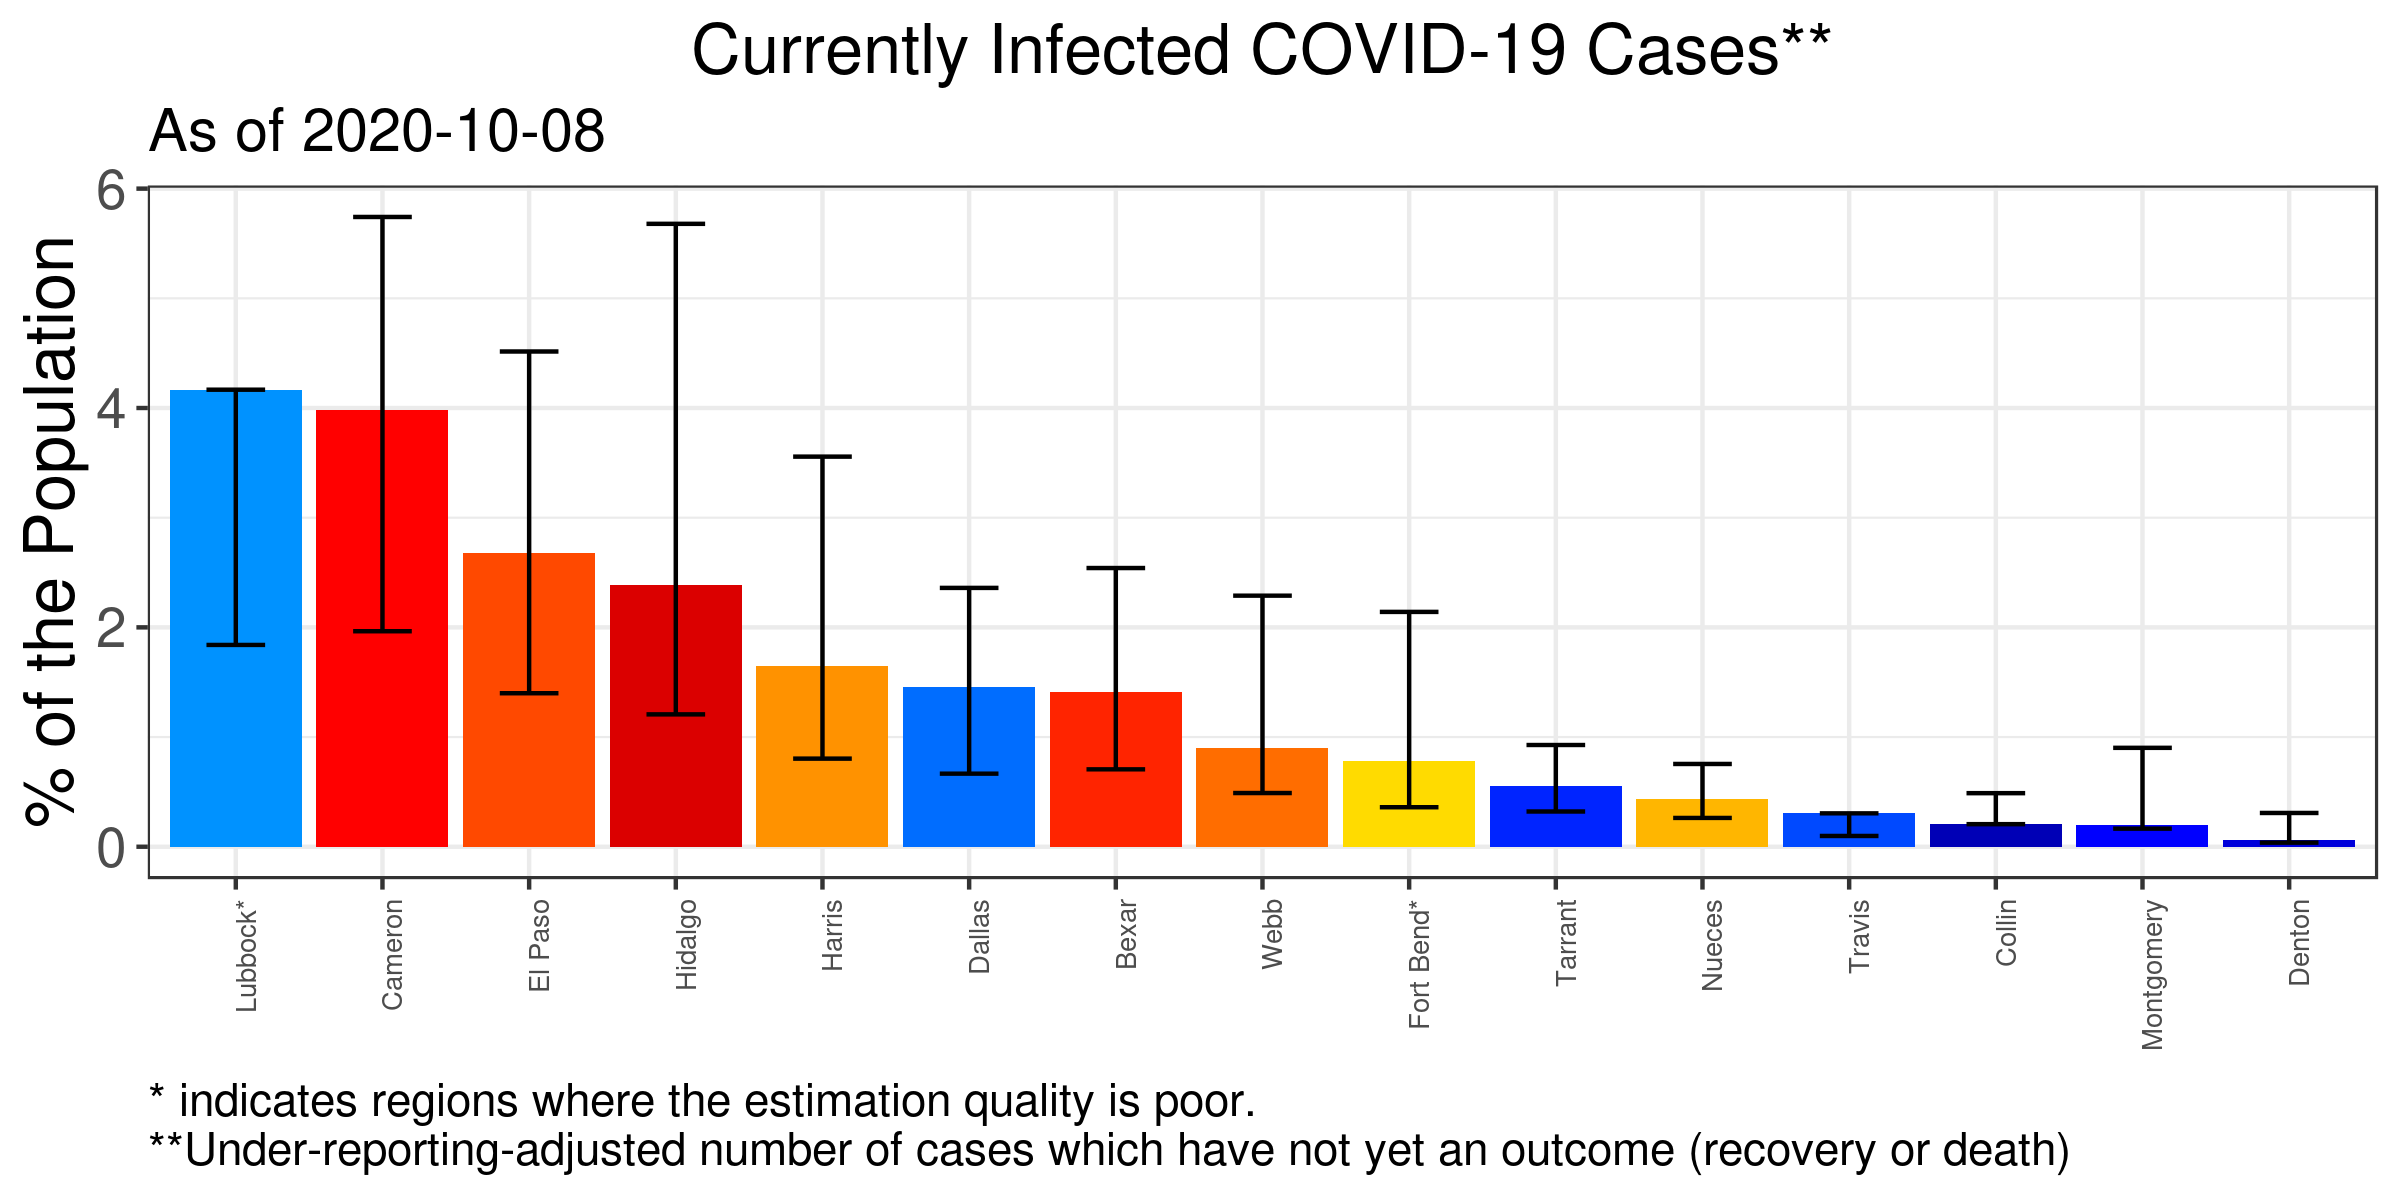 Currently Infected COVID-19 Cases**
As of 2020-10-08
% of the Population
6
4
2
0
Lubbock*
Cameron
El Paso
Hidalgo
Harris
Dallas
Bexar
Webb
Fort Bend*
Tarrant
Nueces
Travis
Collin
Montgomery
Denton
* indicates regions where the estimation quality is poor.
**Under-reporting-adjusted number of cases which have not yet an outcome (recovery or death)